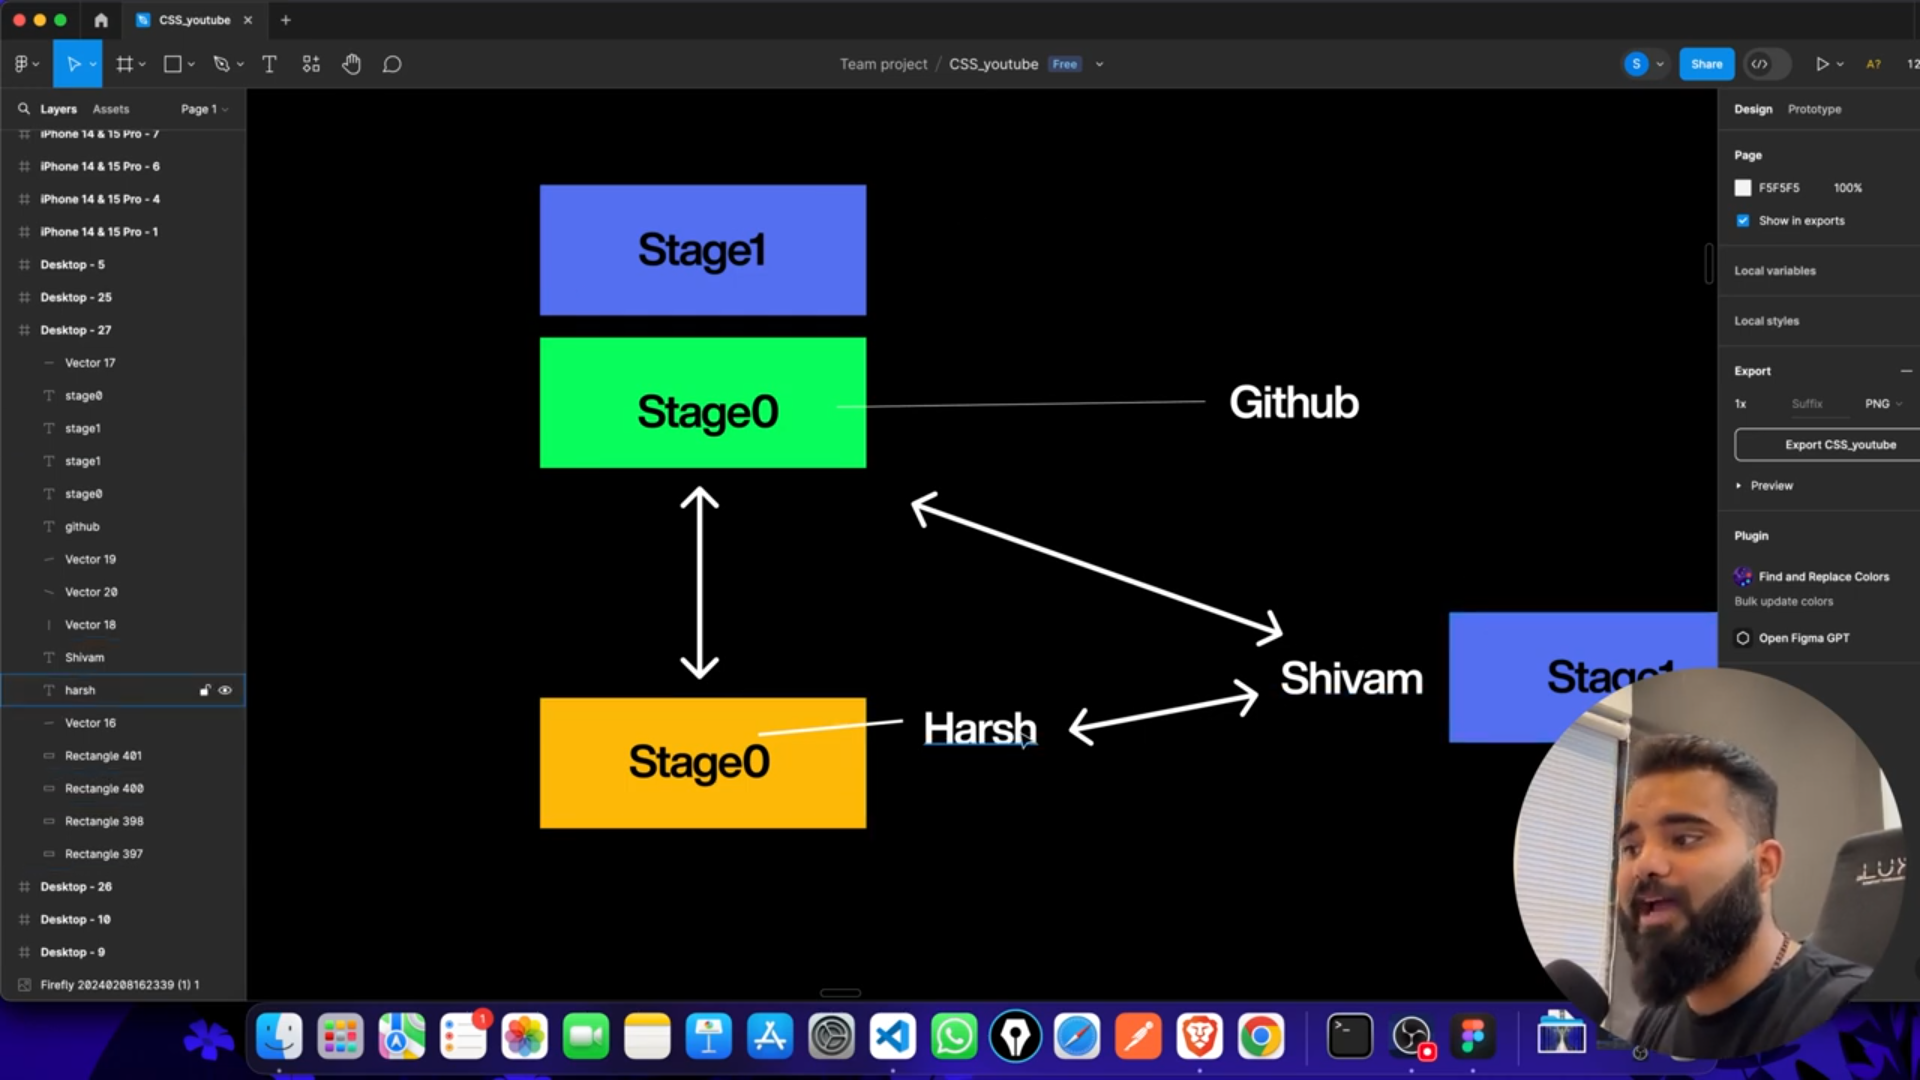 CSS_youtube
Team project / CSS_youtube Free
S
Share
A?
12
Layers Assets Page 1
Design Prototype
iPhone 14 & 15 Pro - 7
iPhone 14 & 15 Pro - 6
iPhone 14 & 15 Pro - 4
iPhone 14 & 15 Pro - 1
Desktop - 5
Desktop - 25
Desktop - 27
Vector 17
stage0
stage1
stage1
stage0
github
Vector 19
Vector 20
Vector 18
Shivam
harsh
Vector 16
Rectangle 401
Rectangle 400
Rectangle 398
Rectangle 397
Desktop - 26
Desktop - 10
Desktop - 9
Firefly 20240208162339 (1) 1
Stage1
Stage0
Github
Shivam
Stage1
Harsh
Stage0
Page
F5F5F5 100%
Show in exports
Local variables
Local styles
Export
1x Suffix PNG
Export CSS_youtube
Preview
Plugin
Find and Replace Colors
Bulk update colors
Open Figma GPT
1